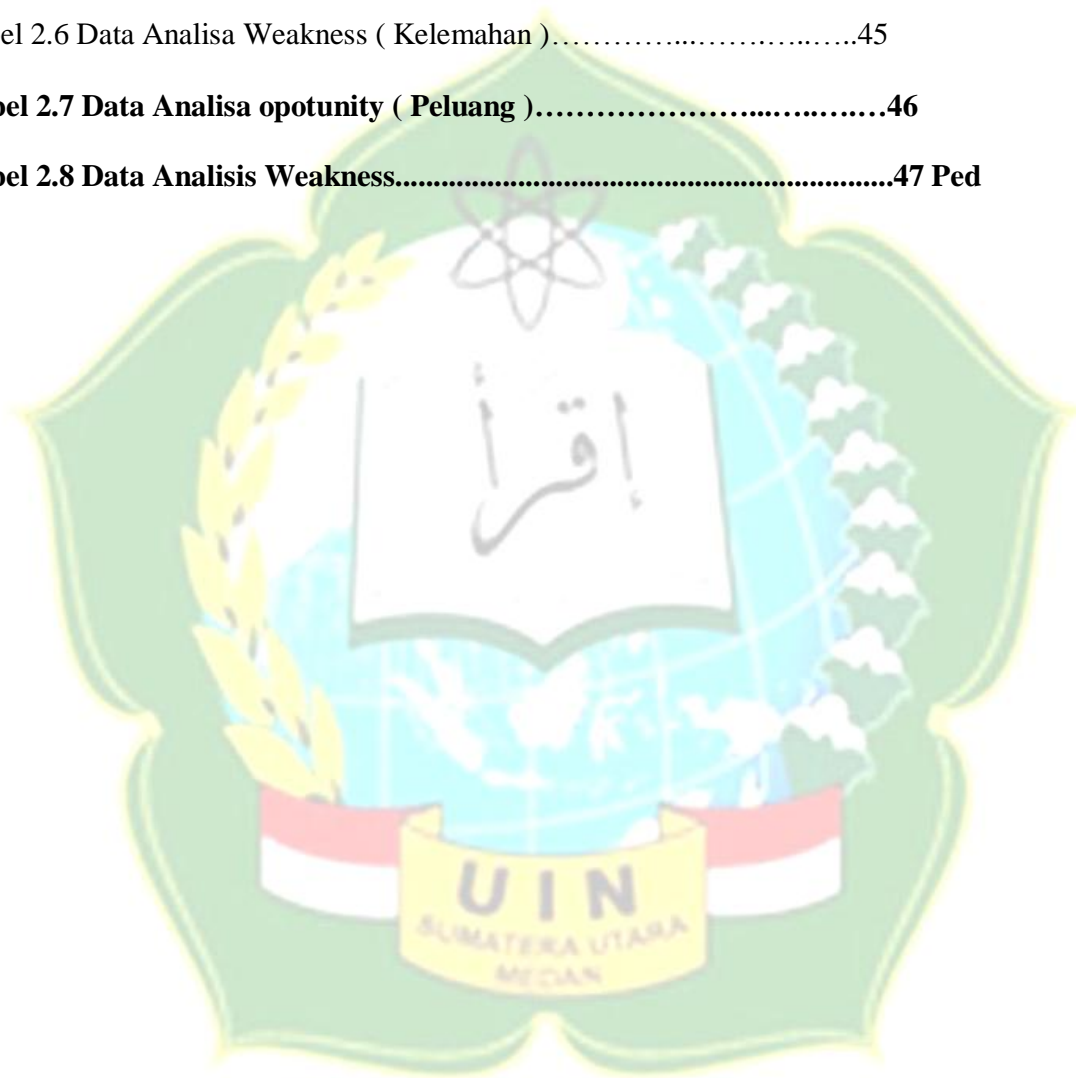 el 2.6 Data Analisa Weakness ( Kelemahan )…………...…….…..…..45
bel 2.7 Data Analisa opotunity ( Peluang )…………………...…..….…46
bel 2.8 Data Analisis Weakness.................................................................47 Ped
إقرأ
UIN
SUMATERA UTARA
MEDAN